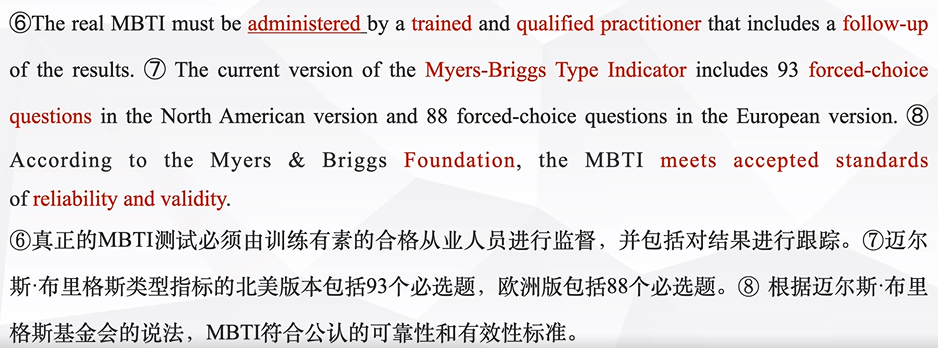 ⑥The real MBTI must be administered by a trained and qualified practitioner that includes a follow-up
of the results. ⑦ The current version of the Myers-Briggs Type Indicator includes 93 forced-choice
questions in the North American version and 88 forced-choice questions in the European version. ⑧
According to the Myers & Briggs Foundation, the MBTI meets accepted standards
of reliability and validity.
⑥真正的MBTI测试必须由训练有素的合格从业人员进行监督，并包括对结果进行跟踪。⑦迈尔
斯·布里格斯类型指标的北美版本包括93个必选题，欧洲版包括88个必选题。⑧ 根据迈尔斯·布里
格斯基金会的说法，MBTI符合公认的可靠性和有效性标准。